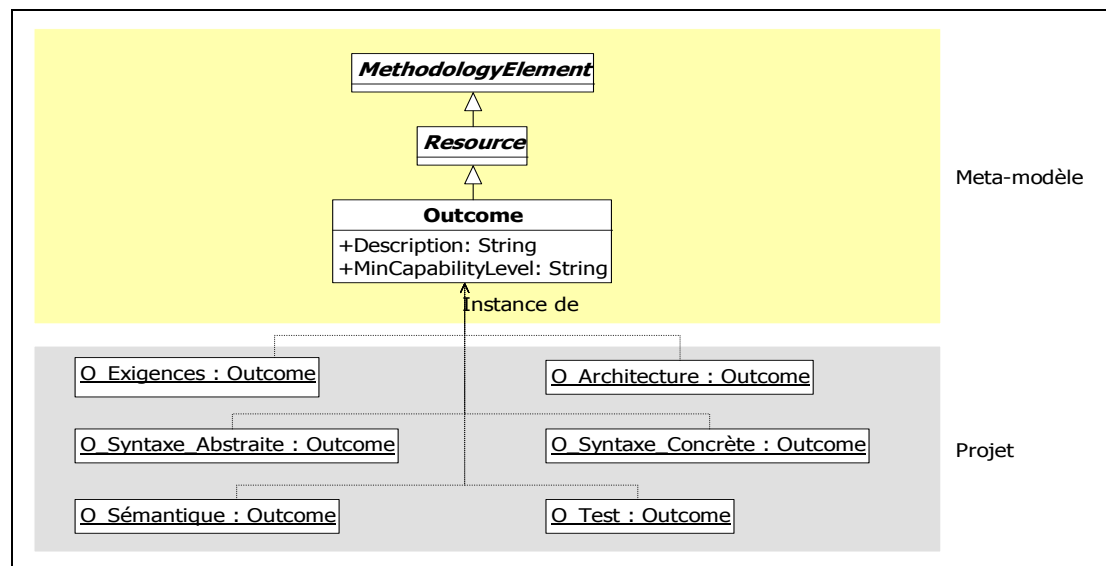 MethodologyElement
Resource
Meta-modèle
Outcome
+Description: String
+MinCapabilityLevel: String
Instance de
O_Exigences : Outcome
O_Architecture : Outcome
O_Syntaxe_Abstraite : Outcome
O_Syntaxe_Concrète : Outcome
Projet
O_Sémantique : Outcome
O_Test : Outcome